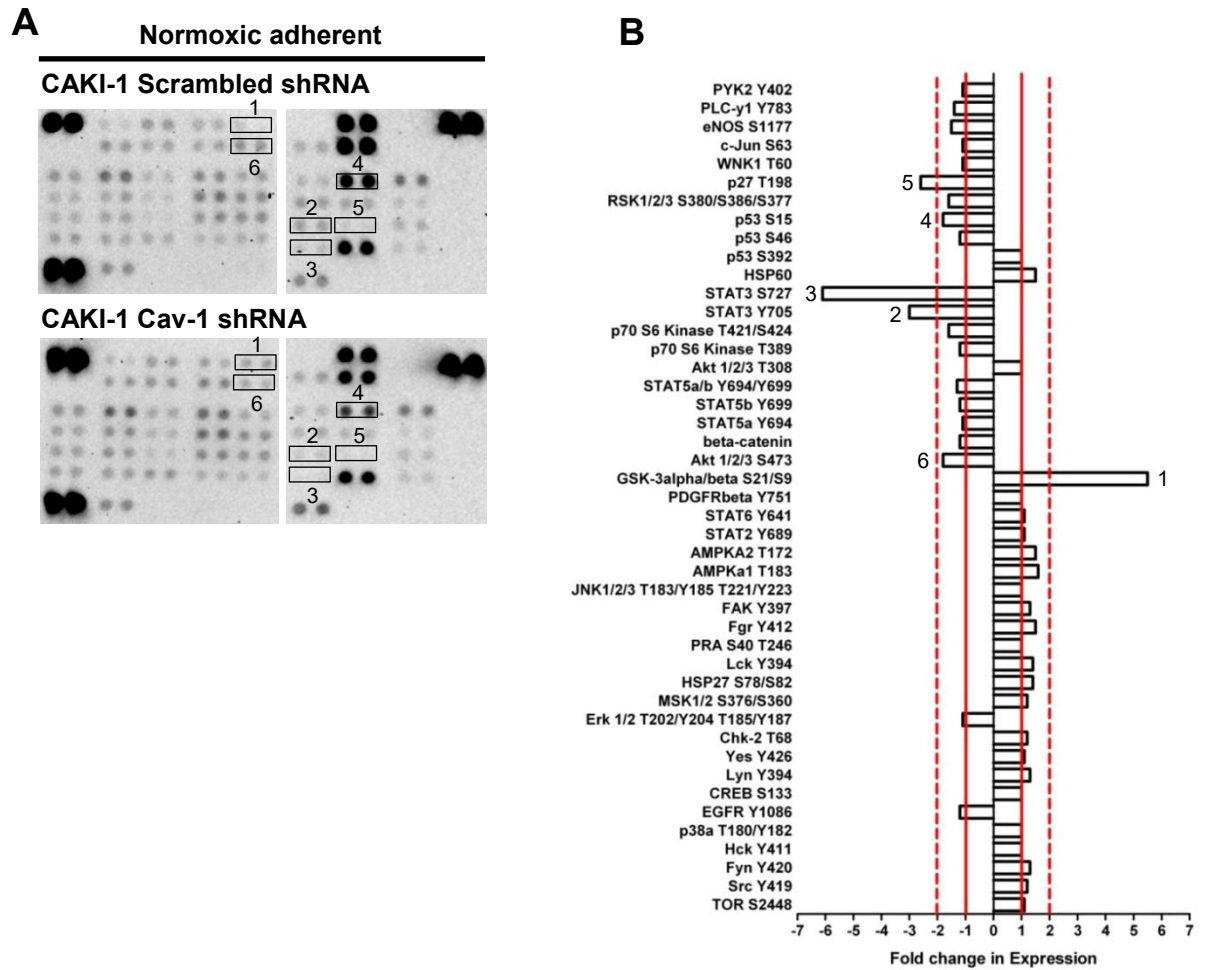 A
Normoxic adherent
CAKI-1 Scrambled shRNA
1
6
4
2
5
3
CAKI-1 Cav-1 shRNA
1
6
4
2
5
3
B
PYK2 Y402
PLC-y1 Y783
eNOS S1177
c-Jun S63
WNK1 T60
p27 T198
5
RSK1/2/3 S380/S386/S377
p53 S15
4
p53 S46
p53 S392
HSP60
STAT3 S727
3
STAT3 Y705
2
p70 S6 Kinase T421/S424
p70 S6 Kinase T389
Akt 1/2/3 T308
STAT5a/b Y694/Y699
STAT5b Y699
STAT5a Y694
beta-catenin
Akt 1/2/3 S473
6
GSK-3alpha/beta S21/S9
1
PDGFRbeta Y751
STAT6 Y641
STAT2 Y689
AMPKA2 T172
AMPKa1 T183
JNK1/2/3 T183/Y185 T221/Y223
FAK Y397
Fgr Y412
PRA S40 T246
Lck Y394
HSP27 S78/S82
MSK1/2 S376/S360
Erk 1/2 T202/Y204 T185/Y187
Chk-2 T68
Yes Y426
Lyn Y394
CREB S133
EGFR Y1086
p38a T180/Y182
Hck Y411
Fyn Y420
Src Y419
TOR S2448
-7 -6 -5 -4 -3 -2 -1 0 1 2 3 4 5 6 7
Fold change in Expression